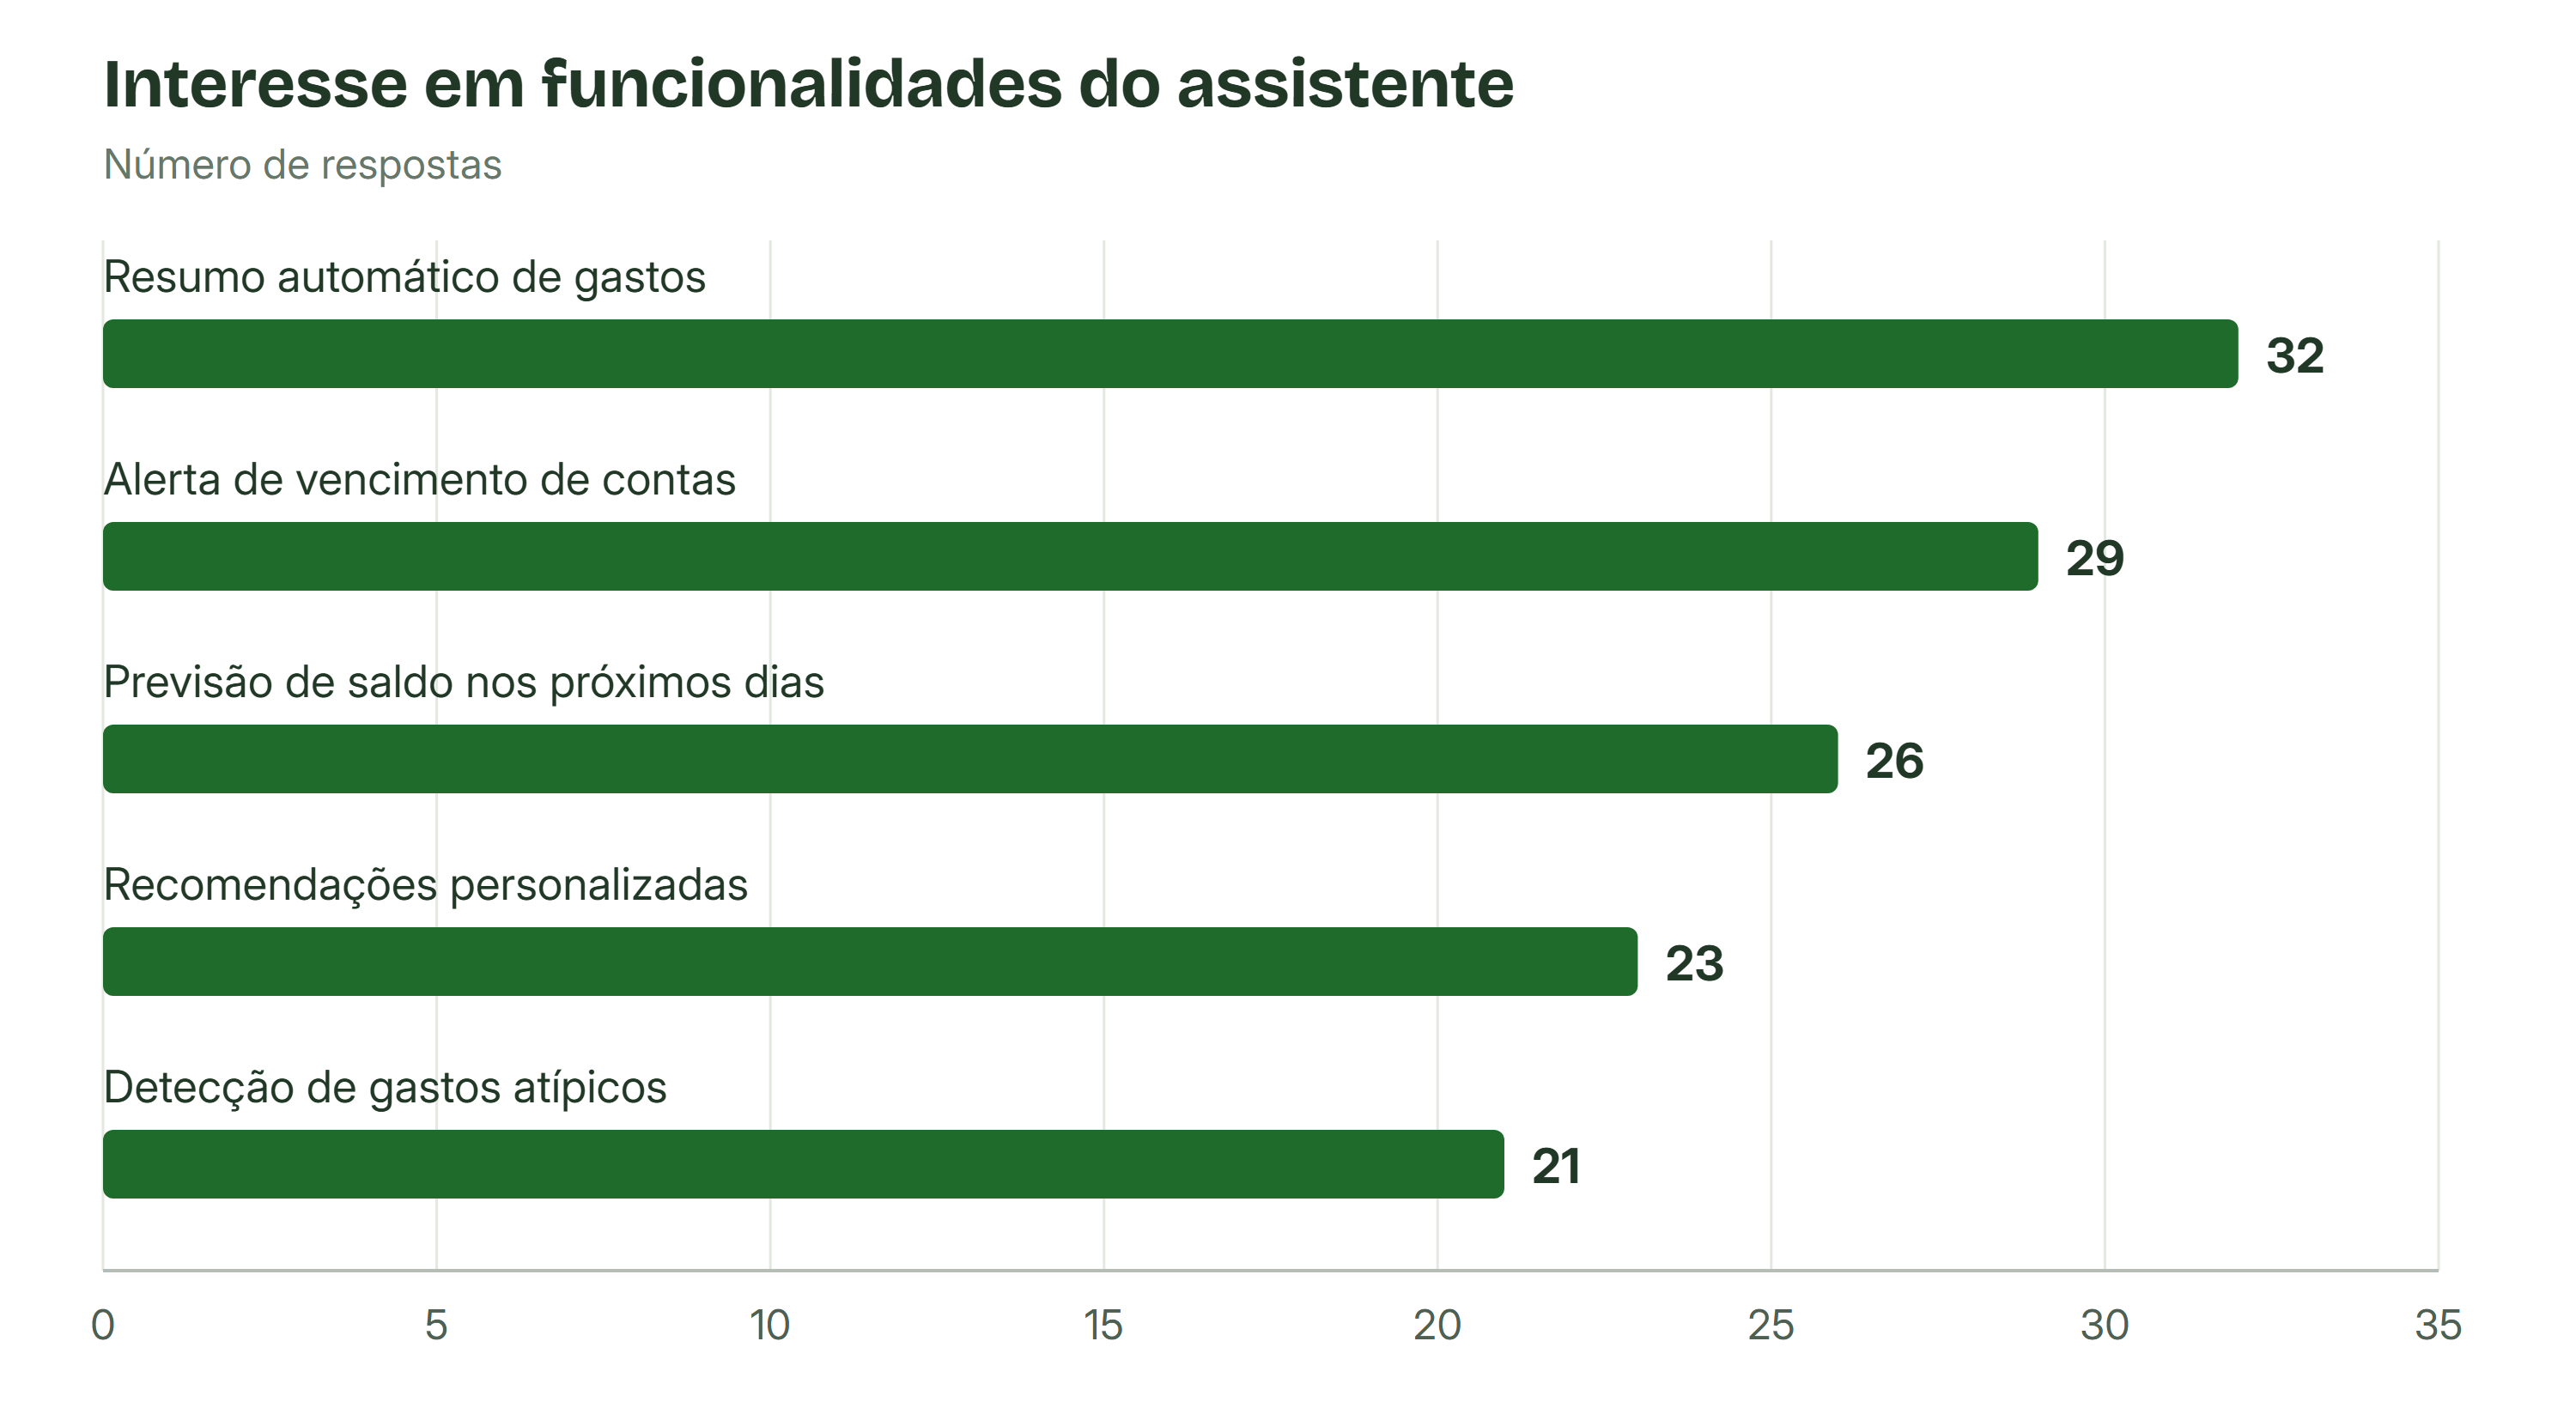 Interesse em funcionalidades do assistente
Número de respostas
Resumo automático de gastos
32
Alerta de vencimento de contas
29
Previsão de saldo nos próximos dias
26
Recomendações personalizadas
23
Detecção de gastos atípicos
21
0 5 10 15 20 25 30 35